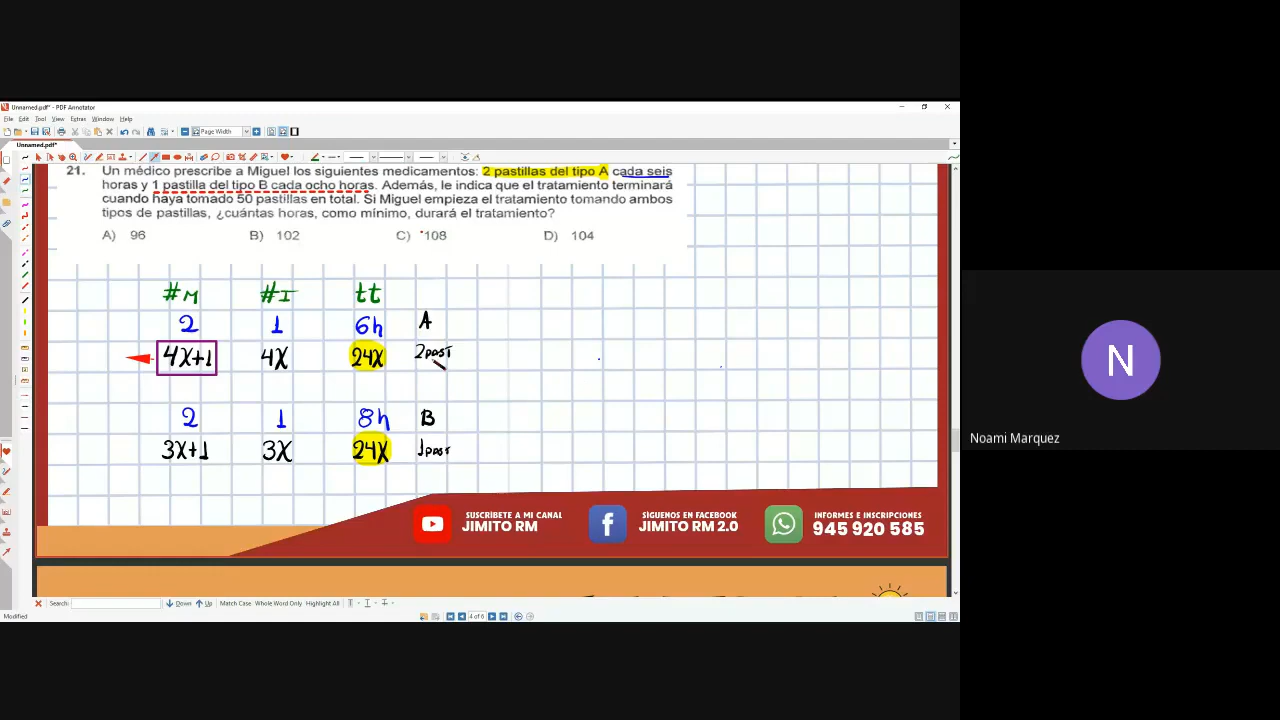 Unnamed.pdf* - PDF Annotator
File Edit Tool View Extras Window Help
Page Width
Unnamed.pdf*
21. Un médico prescribe a Miguel los siguientes medicamentos: 2 pastillas del tipo A cada seis
horas y 1 pastilla del tipo B cada ocho horas. Además, le indica que el tratamiento terminará
cuando haya tomado 50 pastillas en total. Si Miguel empieza el tratamiento tomando ambos
tipos de pastillas, ¿cuántas horas, como mínimo, durará el tratamiento?
A) 96 B) 102 C) 108 D) 104
#M #I tt
2 1 6h A
4X+1 4X 24X 2past
2 1 8h B
3X+1 3X 24X 1past
SUSCRÍBETE A MI CANAL
JIMITO RM
SÍGUENOS EN FACEBOOK
JIMITO RM 2.0
INFORMES E INSCRIPCIONES
945 920 585
Search: Down Up Match Case Whole Word Only Highlight All
Modified
4 of 6
N
Noami Marquez